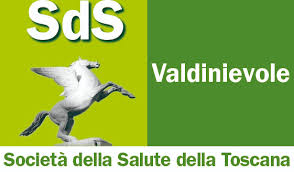 SdS
Valdinievole
Società della Salute della Toscana